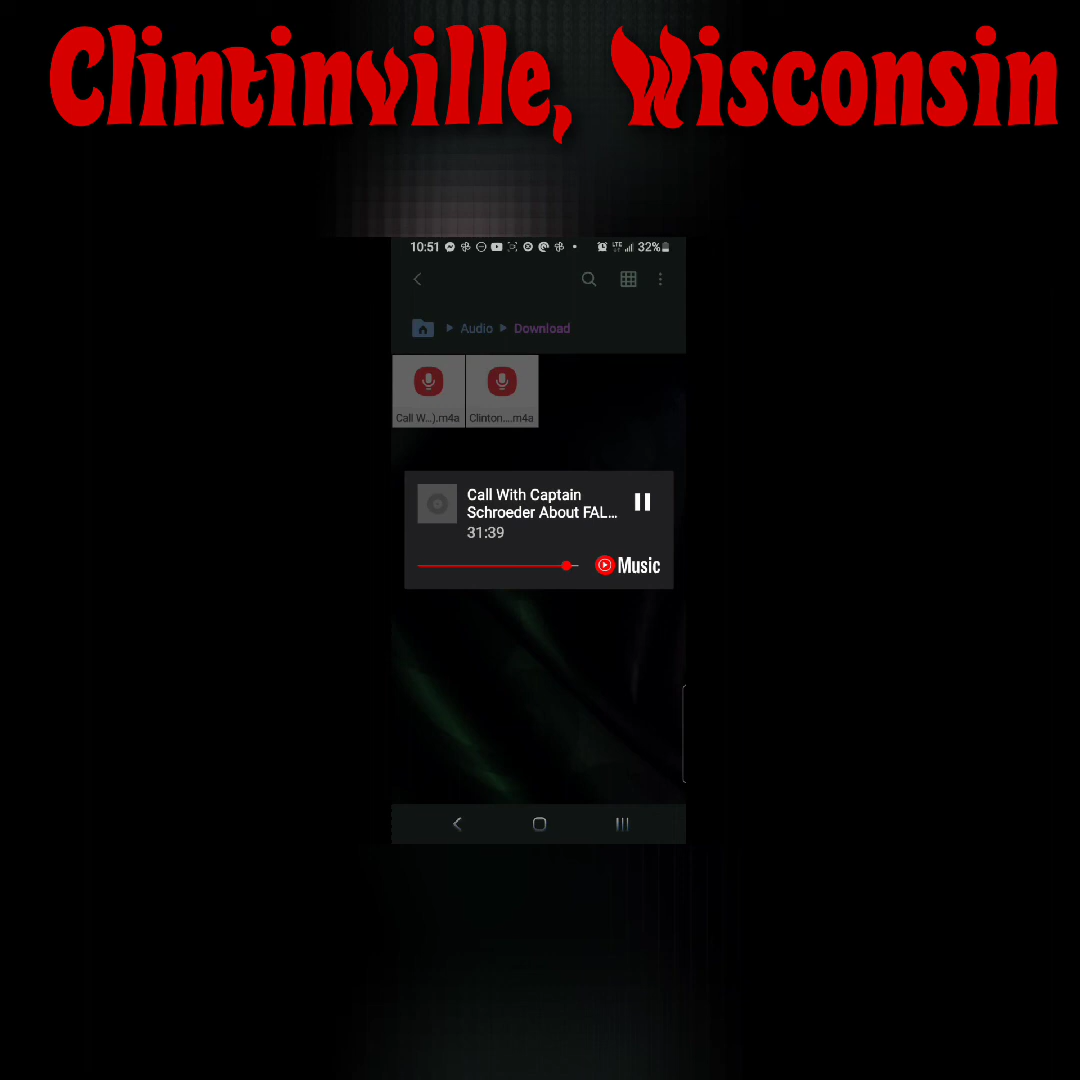 Clintinville, Wisconsin
10:51 LTE 32%
Audio Download
Call W...).m4a Clinton....m4a
Call With Captain
Schroeder About FAL...
31:39
Music